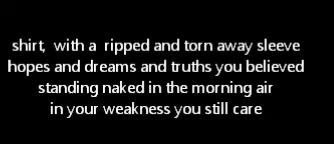 shirt, with a ripped and torn away sleeve
hopes and dreams and truths you believed
standing naked in the morning air
in your weakness you still care